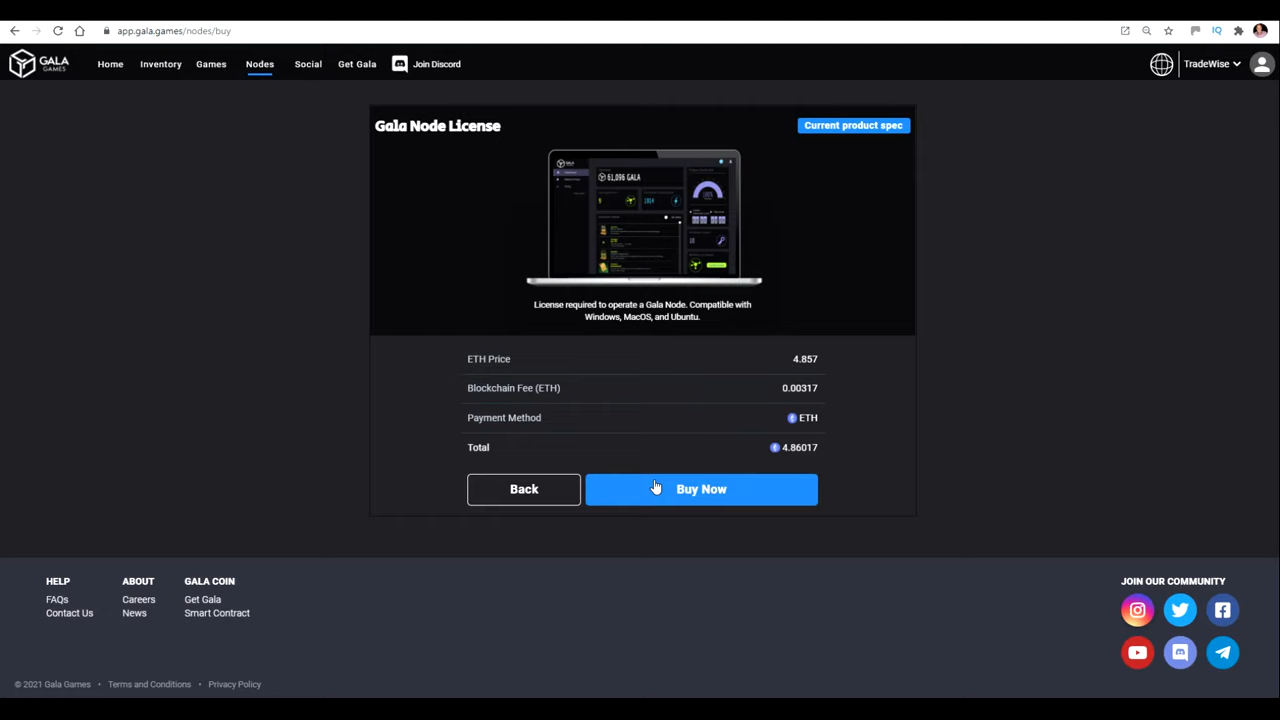 app.gala.games/nodes/buy
IQ
GALA GAMES
Home Inventory Games Nodes Social Get Gala Join Discord
TradeWise
Gala Node License
Current product spec
61,096 GALA
License required to operate a Gala Node. Compatible with
Windows, MacOS, and Ubuntu.
ETH Price 4.857
Blockchain Fee (ETH) 0.00317
Payment Method ETH
Total 4.86017
Back Buy Now
HELP ABOUT GALA COIN JOIN OUR COMMUNITY
FAQs Careers Get Gala
Contact Us News Smart Contract
© 2021 Gala Games • Terms and Conditions • Privacy Policy